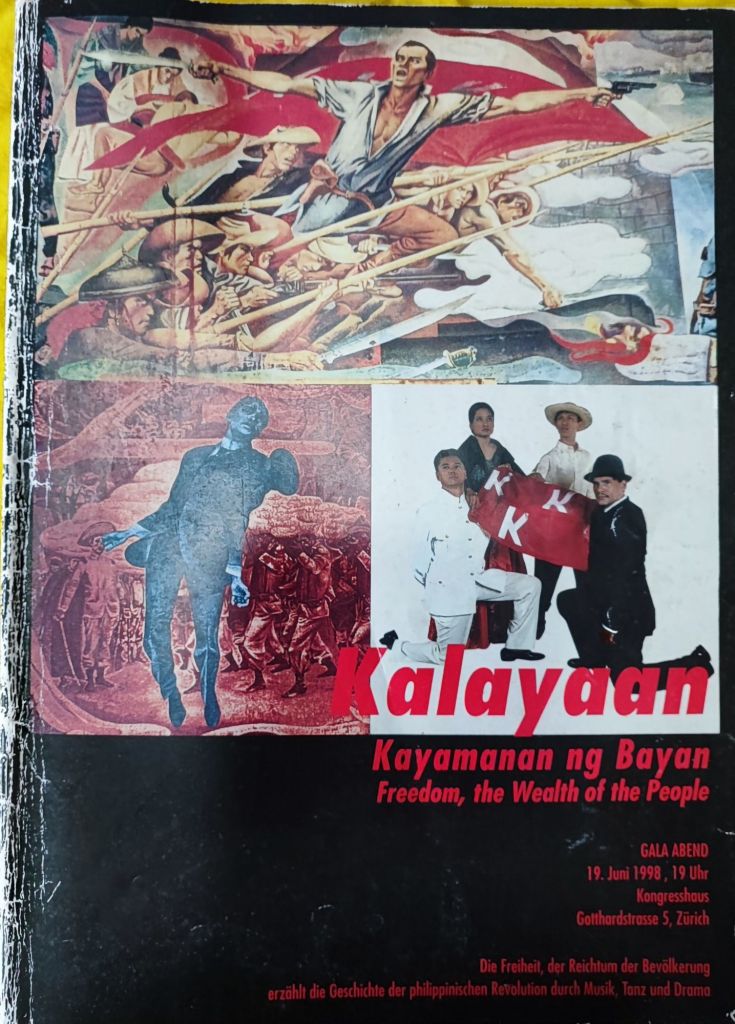 K
K
K
Kalayaan
Kayamanan ng Bayan
Freedom, the Wealth of the People
GALA ABEND
19. Juni 1998, 19 Uhr
Kongresshaus
Gotthardstrasse 5, Zürich
Die Freiheit, der Reichtum der Bevölkerung
erzählt die Geschichte der philippinischen Revolution durch Musik, Tanz und Drama